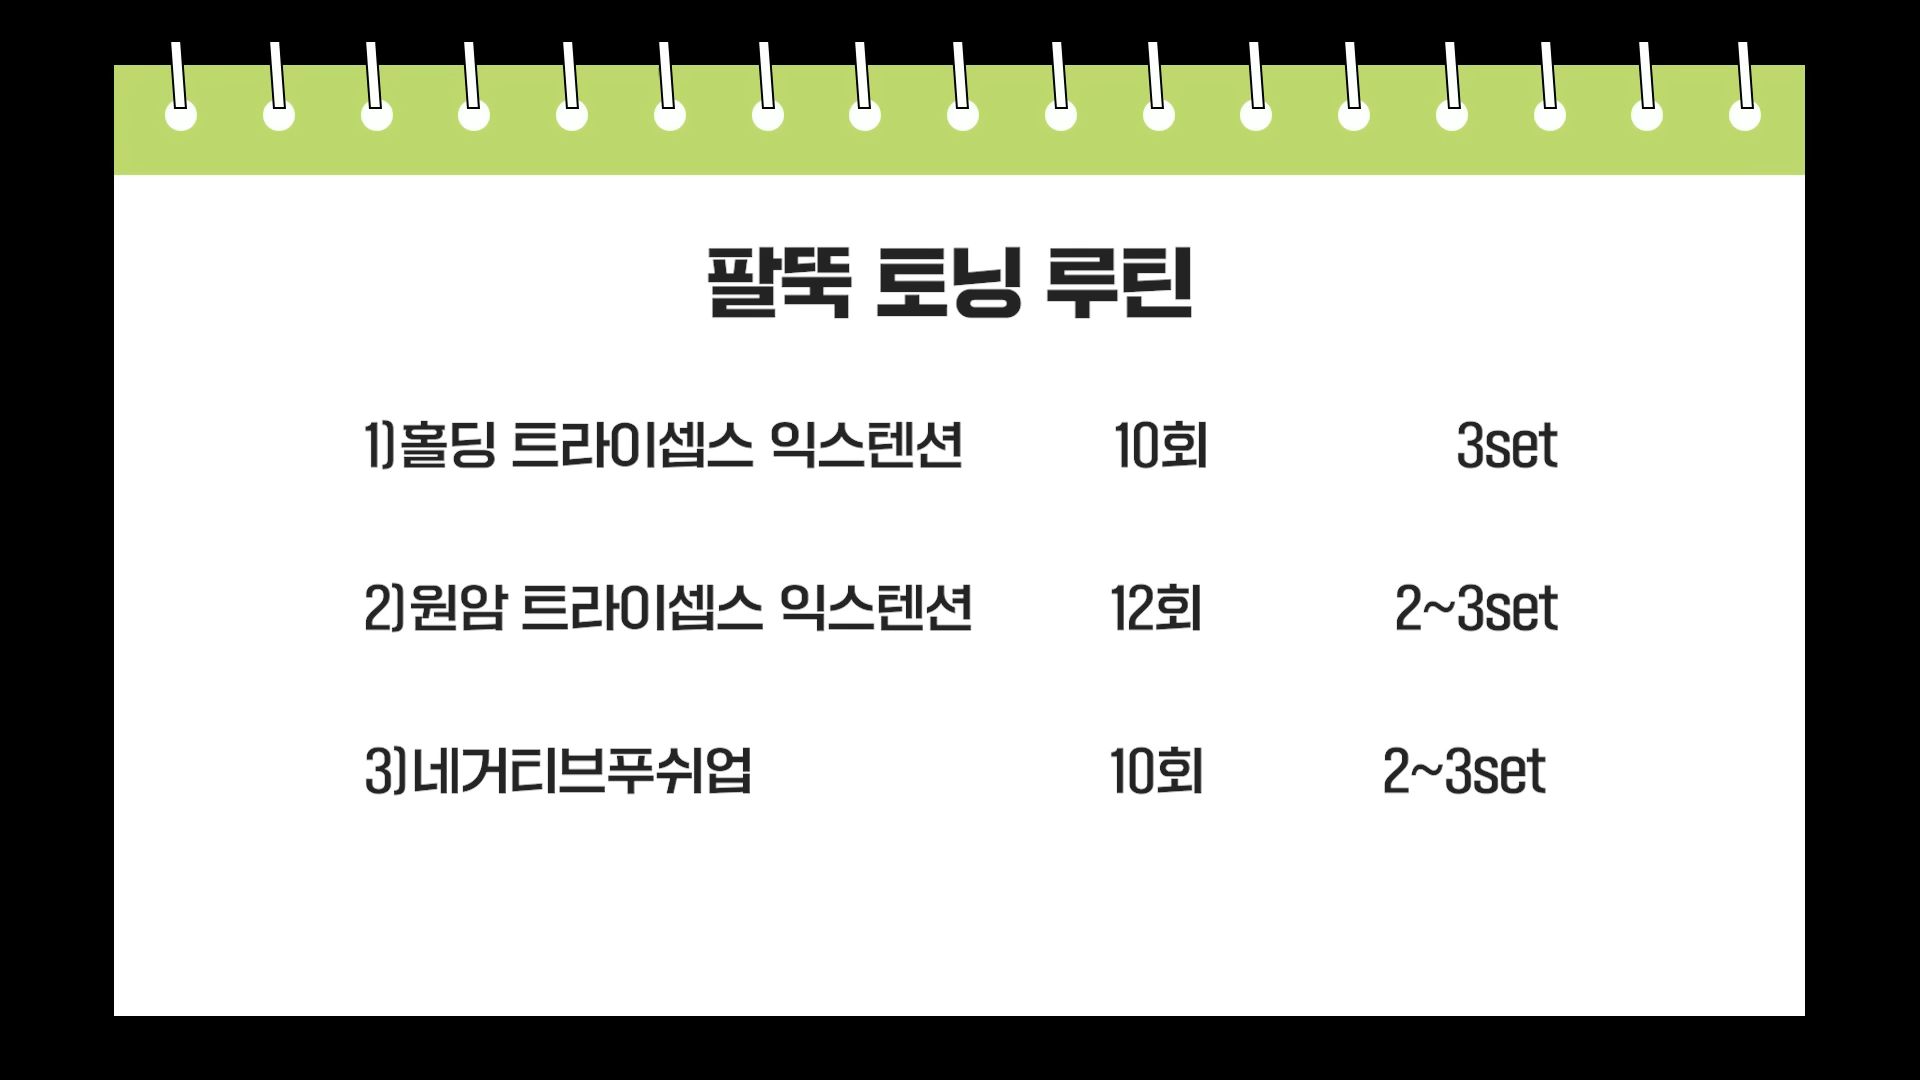 팔뚝 토닝 루틴
1)홀딩 트라이셉스 익스텐션 10회 3set
2)원암 트라이셉스 익스텐션 12회 2~3set
3)네거티브푸쉬업 10회 2~3set